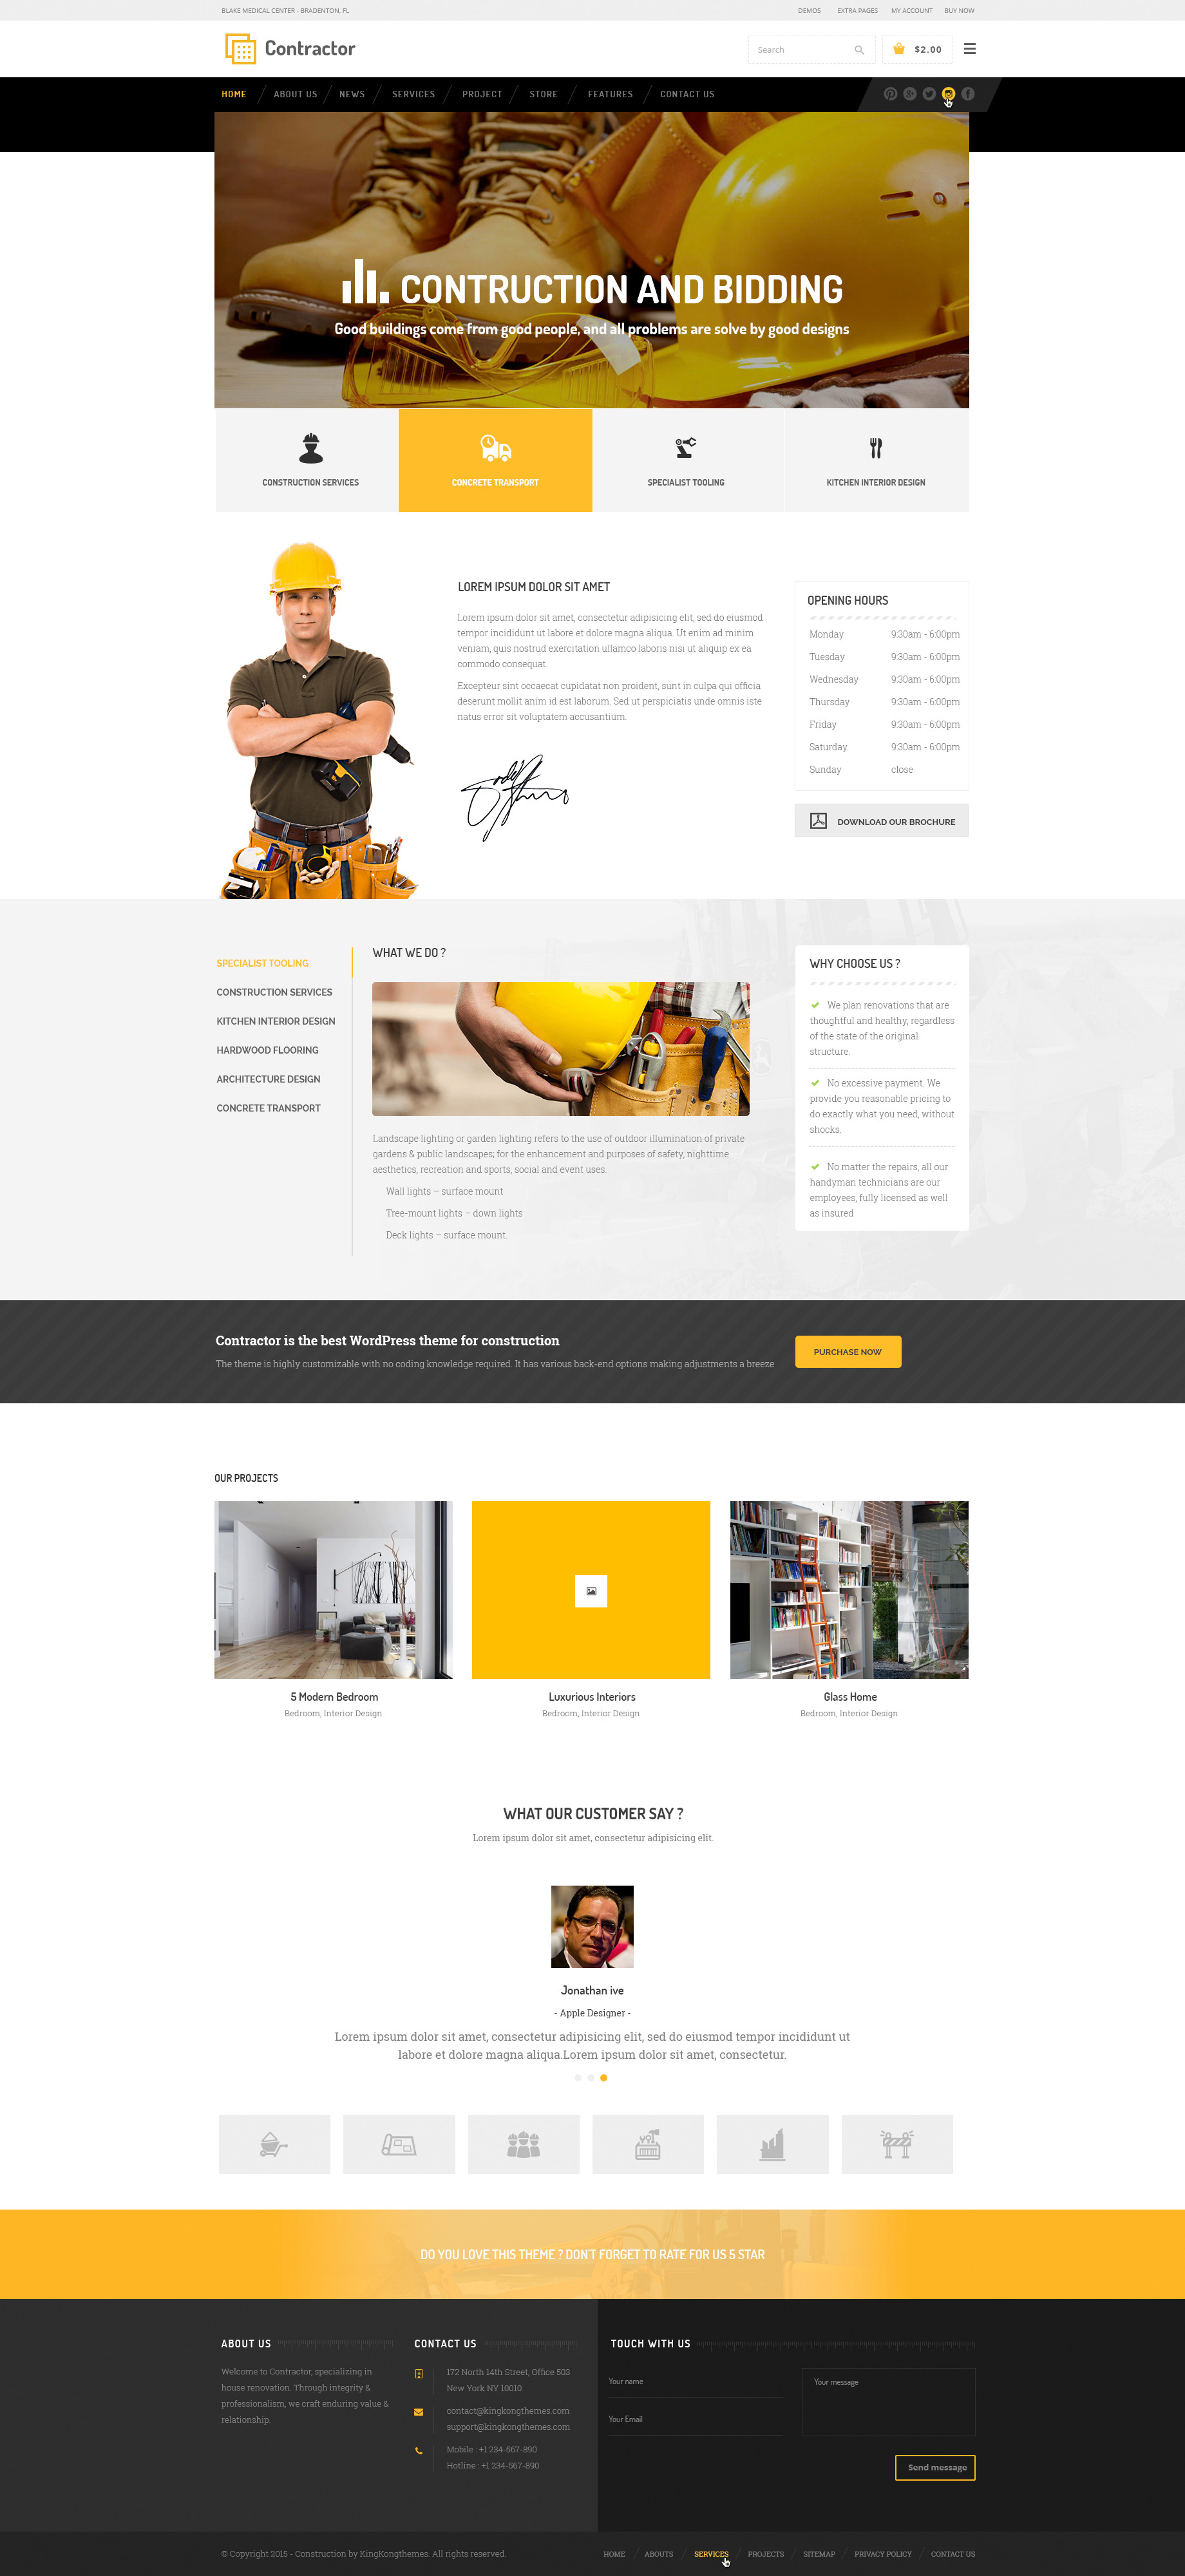 BLAKE MEDICAL CENTER - BRADENTON, FL
DEMOS EXTRA PAGES MY ACCOUNT BUY NOW
Contractor
Search
$2.00
HOME ABOUT US NEWS SERVICES PROJECT STORE FEATURES CONTACT US
CONTRUCTION AND BIDDING
Good buildings come from good people, and all problems are solve by good designs
CONSTRUCTION SERVICES
CONCRETE TRANSPORT
SPECIALIST TOOLING
KITCHEN INTERIOR DESIGN
LOREM IPSUM DOLOR SIT AMET
Lorem ipsum dolor sit amet, consectetur adipisicing elit, sed do eiusmod
tempor incididunt ut labore et dolore magna aliqua. Ut enim ad minim
veniam, quis nostrud exercitation ullamco laboris nisi ut aliquip ex ea
commodo consequat.
Excepteur sint occaecat cupidatat non proident, sunt in culpa qui officia
deserunt mollit anim id est laborum. Sed ut perspiciatis unde omnis iste
natus error sit voluptatem accusantium.
OPENING HOURS
Monday 9:30am - 6:00pm
Tuesday 9:30am - 6:00pm
Wednesday 9:30am - 6:00pm
Thursday 9:30am - 6:00pm
Friday 9:30am - 6:00pm
Saturday 9:30am - 6:00pm
Sunday close
DOWNLOAD OUR BROCHURE
SPECIALIST TOOLING
CONSTRUCTION SERVICES
KITCHEN INTERIOR DESIGN
HARDWOOD FLOORING
ARCHITECTURE DESIGN
CONCRETE TRANSPORT
WHAT WE DO ?
Landscape lighting or garden lighting refers to the use of outdoor illumination of private
gardens & public landscapes; for the enhancement and purposes of safety, nighttime
aesthetics, recreation and sports, social and event uses.
Wall lights – surface mount
Tree-mount lights – down lights
Deck lights – surface mount.
WHY CHOOSE US ?
We plan renovations that are
thoughtful and healthy, regardless
of the state of the original
structure.
No excessive payment. We
provide you reasonable pricing to
do exactly what you need, without
shocks.
No matter the repairs, all our
handyman technicians are our
employees, fully licensed as well
as insured
Contractor is the best WordPress theme for construction
The theme is highly customizable with no coding knowledge required. It has various back-end options making adjustments a breeze
PURCHASE NOW
OUR PROJECTS
5 Modern Bedroom
Bedroom, Interior Design
Luxurious Interiors
Bedroom, Interior Design
Glass Home
Bedroom, Interior Design
WHAT OUR CUSTOMER SAY ?
Lorem ipsum dolor sit amet, consectetur adipisicing elit.
Jonathan ive
- Apple Designer -
Lorem ipsum dolor sit amet, consectetur adipisicing elit, sed do eiusmod tempor incididunt ut
labore et dolore magna aliqua.Lorem ipsum dolor sit amet, consectetur.
DO YOU LOVE THIS THEME ? DON'T FORGET TO RATE FOR US 5 STAR
ABOUT US
Welcome to Contractor, specializing in
house renovation. Through integrity &
professionalism, we craft enduring value &
relationship.
CONTACT US
172 North 14th Street, Office 503
New York NY 10010
contact@kingkongthemes.com
support@kingkongthemes.com
Mobile : +1 234-567-890
Hotline : +1 234-567-890
TOUCH WITH US
Your name
Your Email
Your message
Send message
© Copyright 2015 - Construction by KingKongthemes. All rights reserved.
HOME ABOUTS SERVICES PROJECTS SITEMAP PRIVACY POLICY CONTACT US